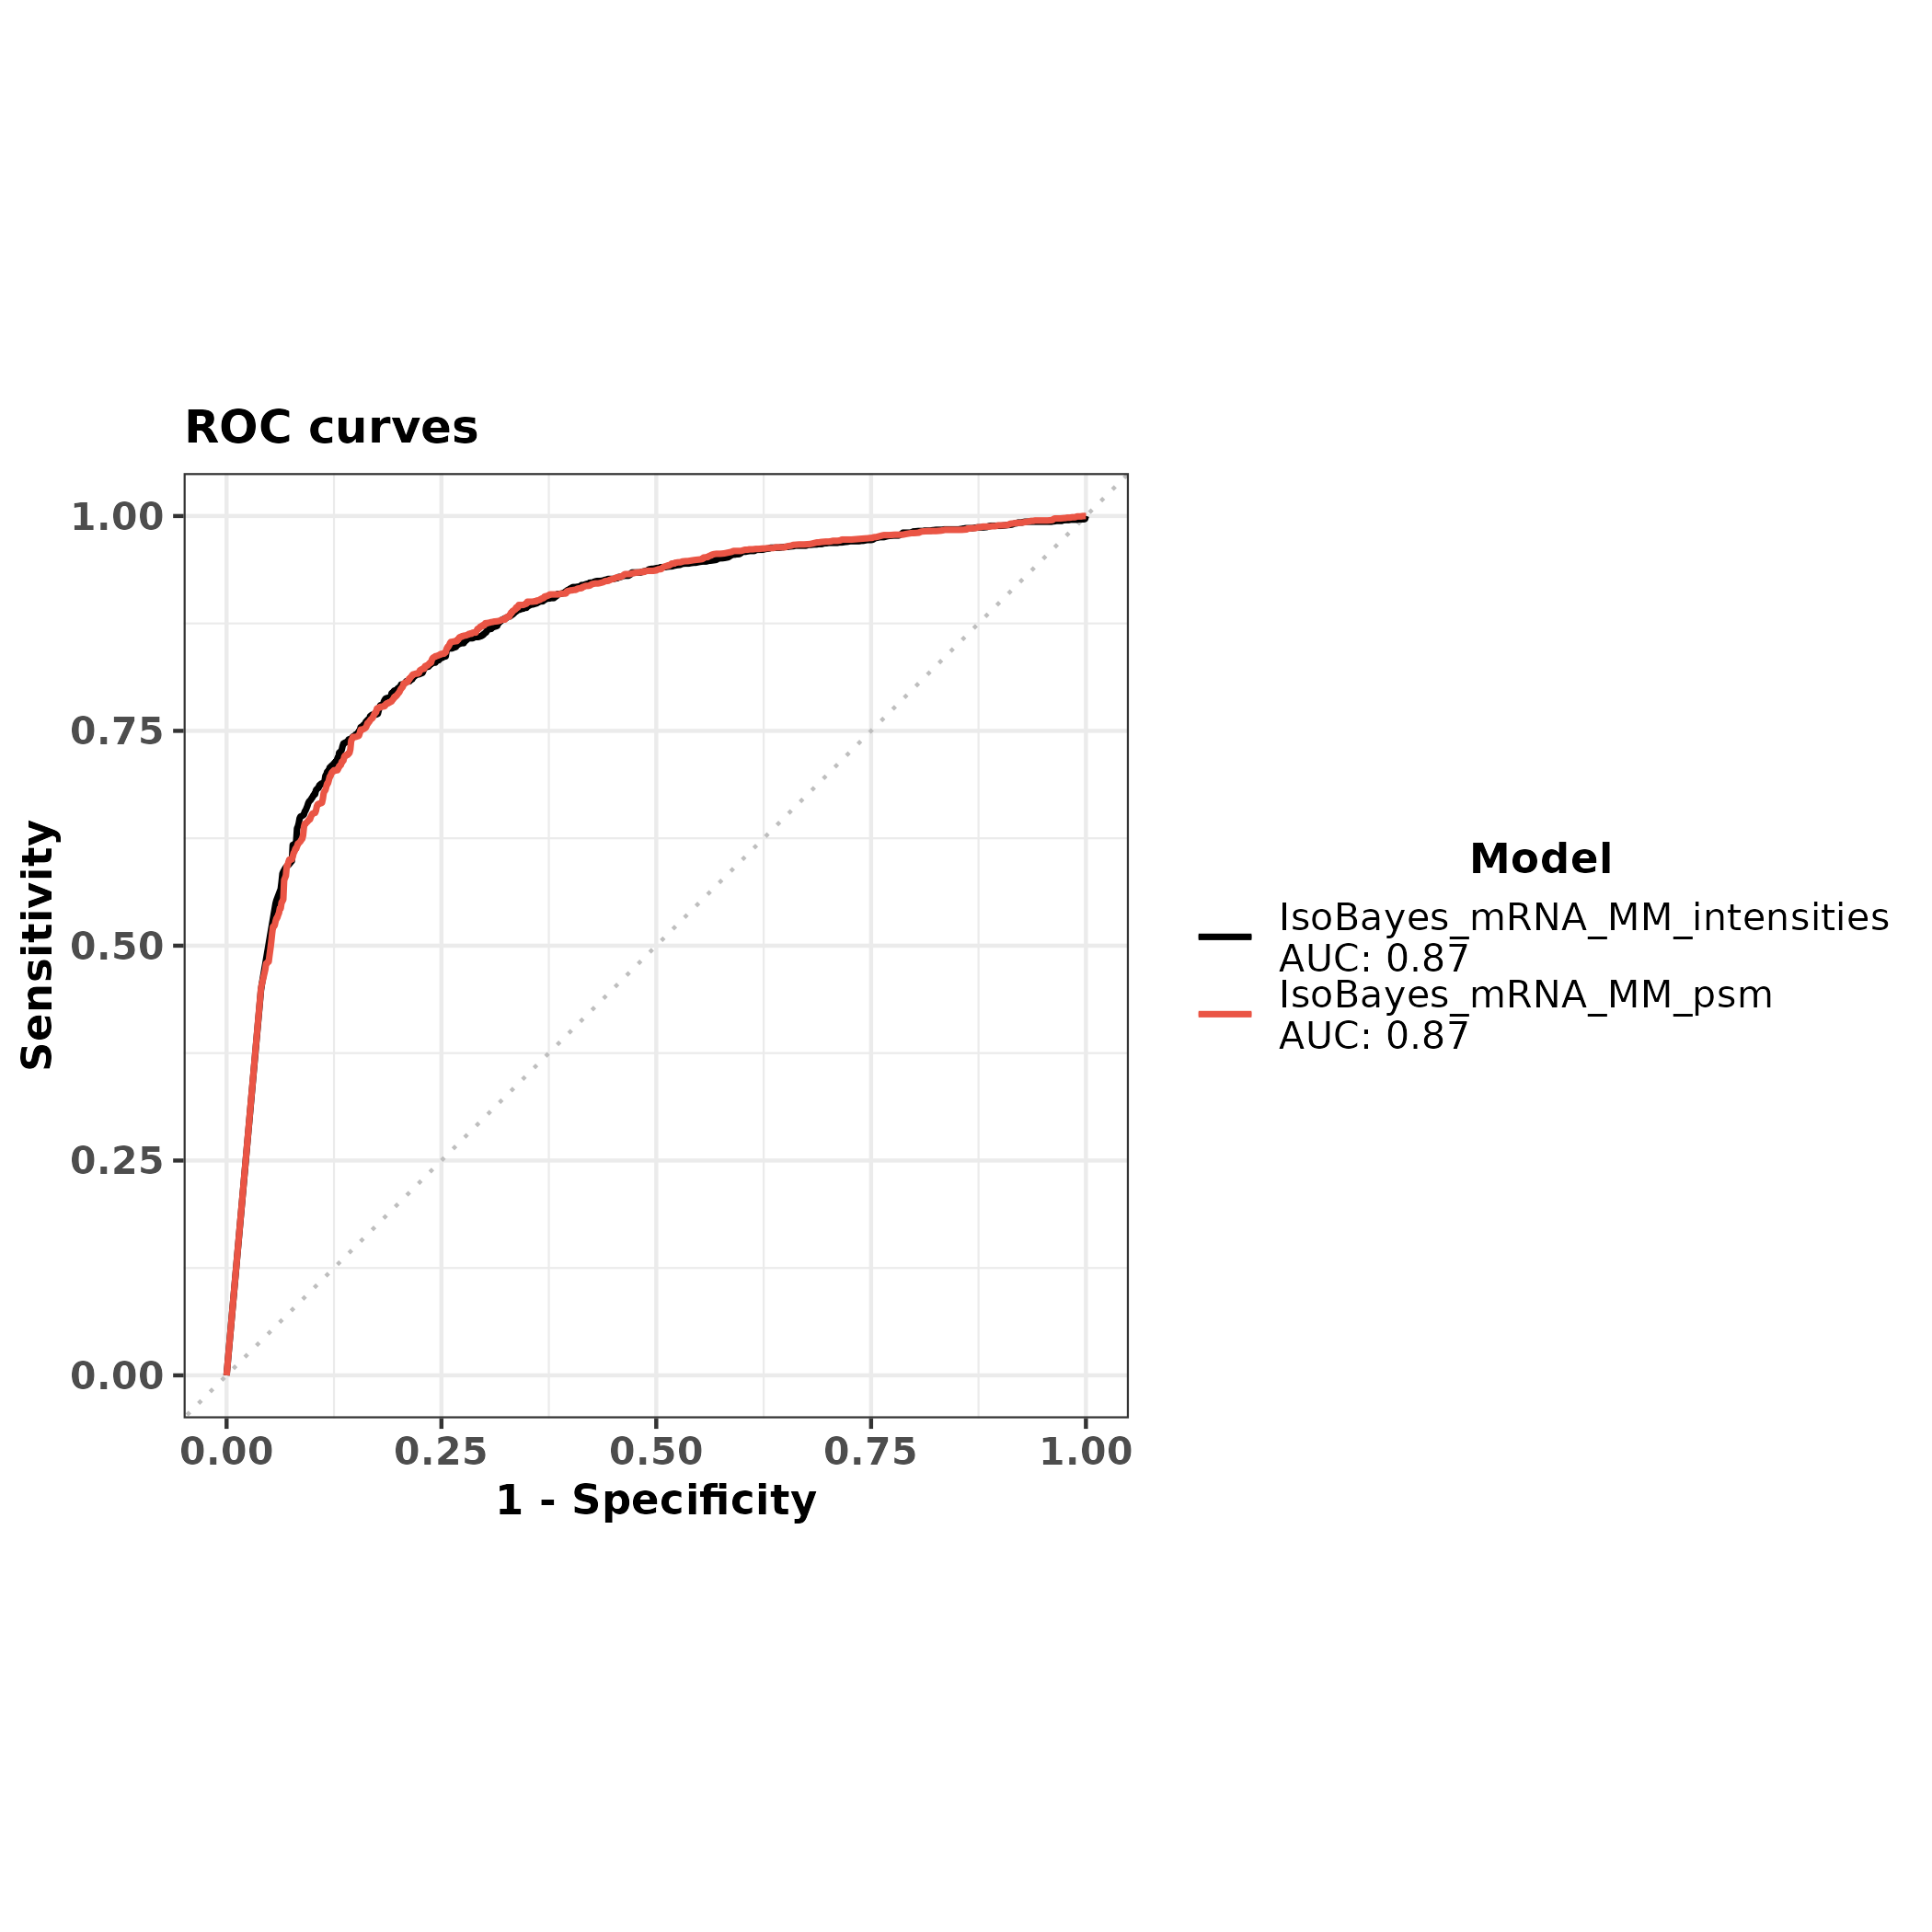 ROC curves
1.00
0.75
0.50
0.25
0.00
Sensitivity
0.00 0.25 0.50 0.75 1.00
1 - Specificity
Model
IsoBayes_mRNA_MM_intensities
AUC: 0.87
IsoBayes_mRNA_MM_psm
AUC: 0.87